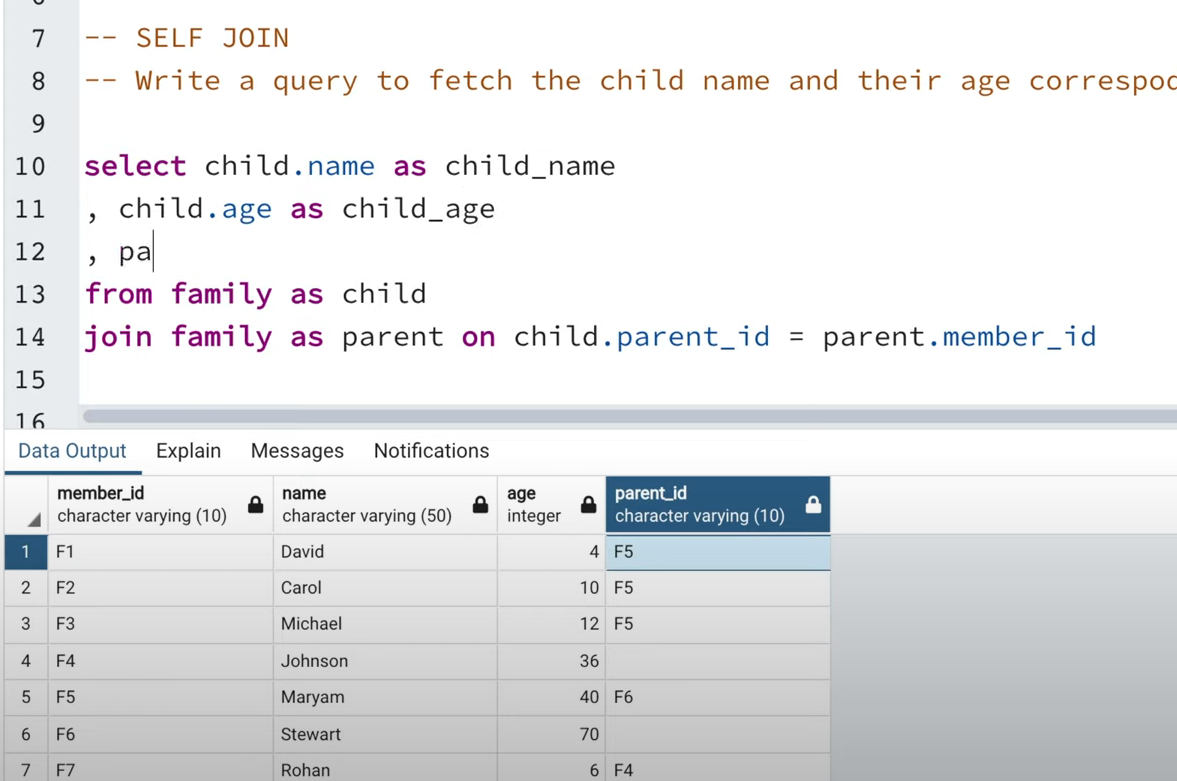 7 -- SELF JOIN
8 -- Write a query to fetch the child name and their age correspod
9
10 select child.name as child_name
11 , child.age as child_age
12 , pa
13 from family as child
14 join family as parent on child.parent_id = parent.member_id
15
16
Data Output Explain Messages Notifications
member_id name age parent_id
character varying (10) character varying (50) integer character varying (10)
1 F1 David 4 F5
2 F2 Carol 10 F5
3 F3 Michael 12 F5
4 F4 Johnson 36
5 F5 Maryam 40 F6
6 F6 Stewart 70
7 F7 Rohan 6 F4